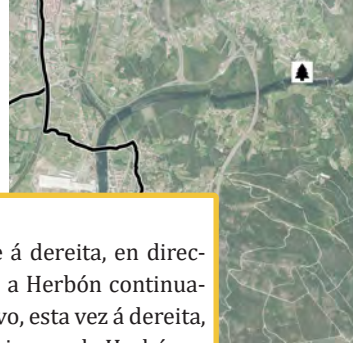 á dereita, en direc-
a Herbón continua-
vo, esta vez á dereita,